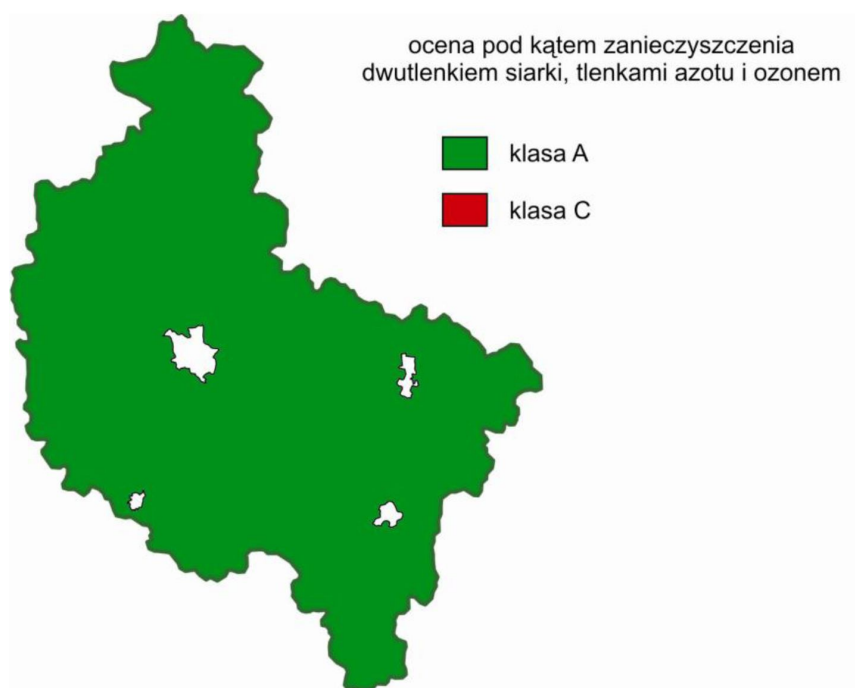 ocena pod kątem zanieczyszczenia
dwutlenkiem siarki, tlenkami azotu i ozonem
klasa A
klasa C